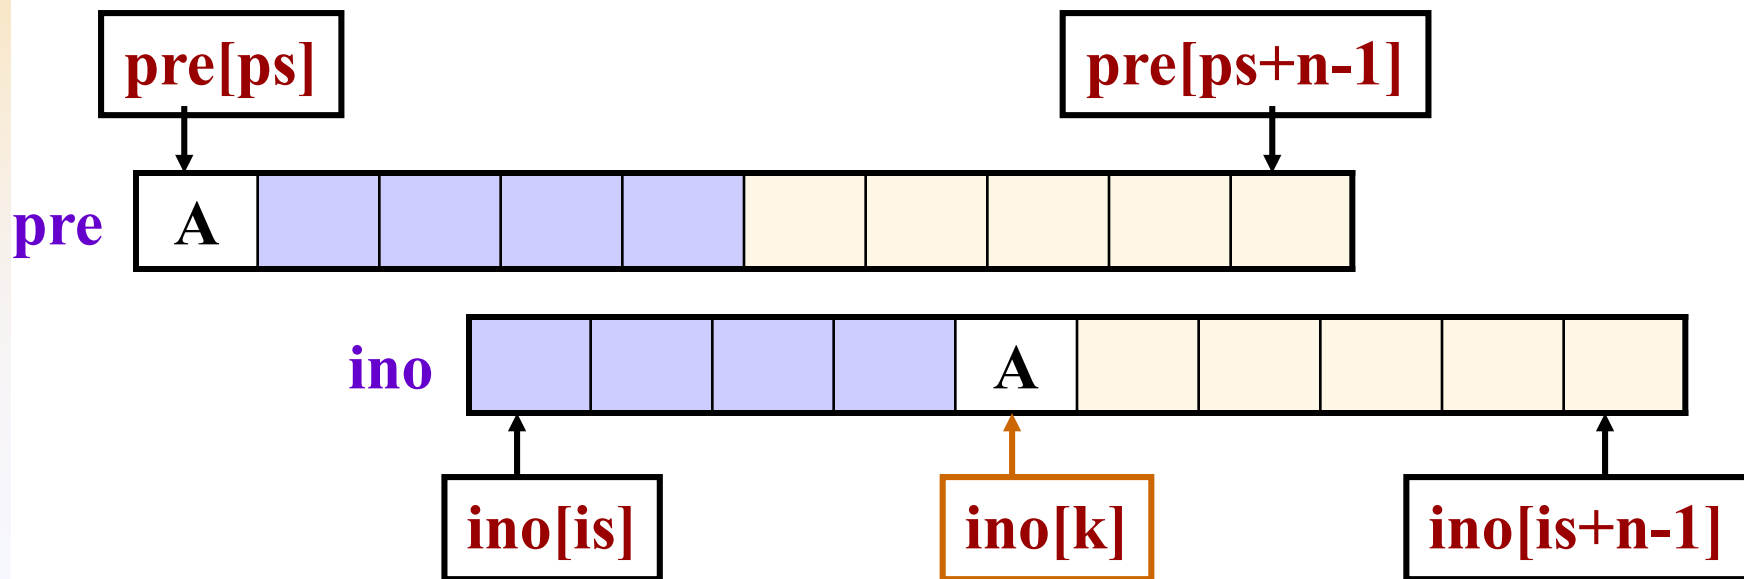 pre[ps]
pre[ps+n-1]
pre
A
ino
A
ino[is]
ino[k]
ino[is+n-1]